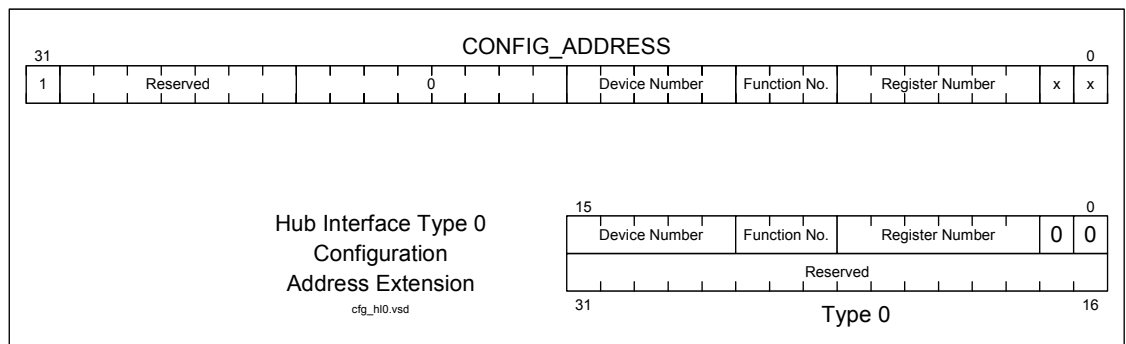 CONFIG_ADDRESS
31 0
1 Reserved 0 Device Number Function No. Register Number x x
Hub Interface Type 0
Configuration
Address Extension
cfg_hI0.vsd
15 0
Device Number Function No. Register Number 0 0
Reserved
31 16
Type 0